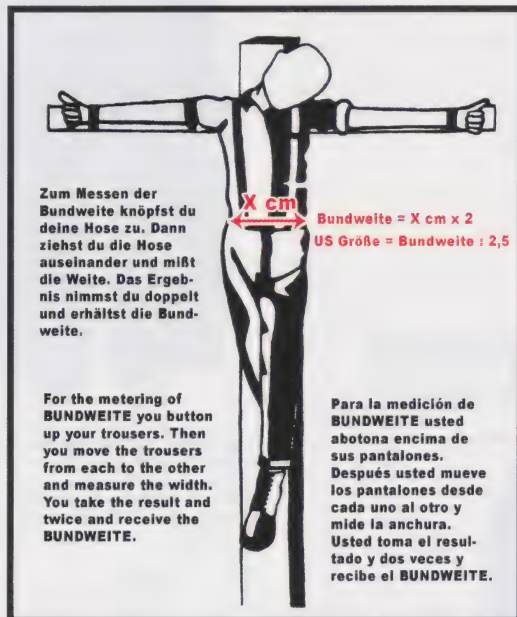 X cm
Bundweite = X cm x 2
US Größe = Bundweite : 2,5
Zum Messen der
Bundweite knöpfst du
deine Hose zu. Dann
ziehst du die Hose
auseinander und mißt
die Weite. Das Ergeb-
nis nimmst du doppelt
und erhältst die Bund-
weite.
For the metering of
BUNDWEITE you button
up your trousers. Then
you move the trousers
from each to the other
and measure the width.
You take the result and
twice and receive the
BUNDWEITE.
Para la medición de
BUNDWEITE usted
abotona encima de
sus pantalones.
Después usted mueve
los pantalones desde
cada uno al otro y
mide la anchura.
Usted toma el resul-
tado y dos veces y
recibe el BUNDWEITE.